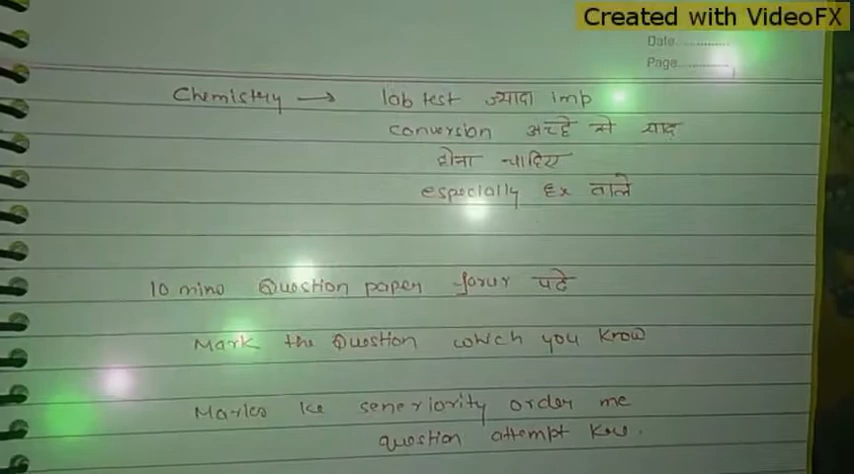 Created with VideoFX
Date.............
Page.............
Chemistry → lab test ज्यादा imp
conversion अच्छे से याद
होना चाहिए
especially Ex वाले
10 mins Question paper jarur पढे
Mark the Question which you know
Marks ke seneriority order me
question attempt kare.